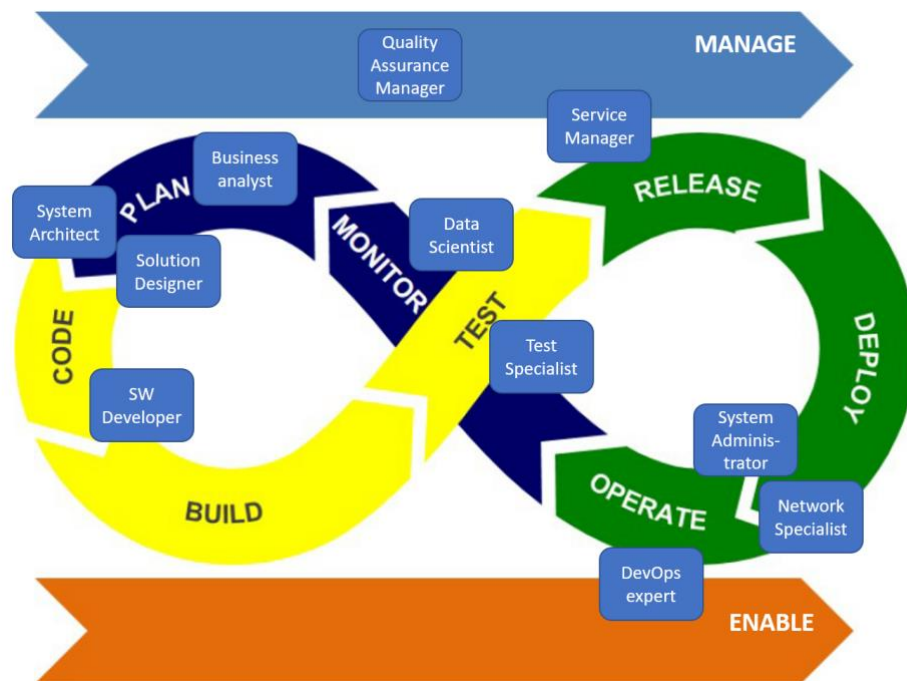 Quality
Assurance
Manager
MANAGE
Service
Manager
Business
analyst
PLAN
RELEASE
System
Architect
Solution
Designer
MONITOR
Data
Scientist
TEST
CODE
DEPLOY
Test
Specialist
SW
Developer
System
Adminis-
trator
BUILD
OPERATE
Network
Specialist
DevOps
expert
ENABLE